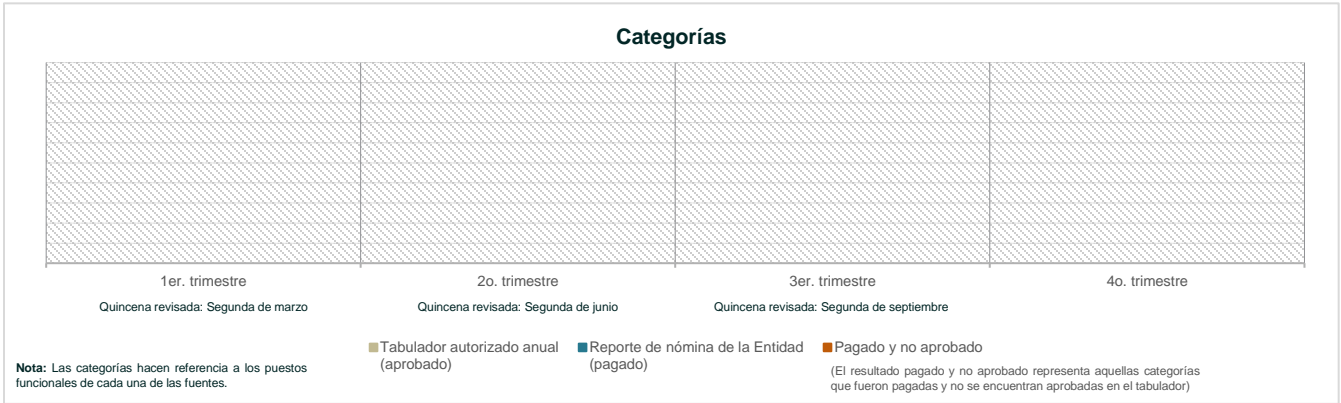 Categorías
1er. trimestre
2o. trimestre
3er. trimestre
4o. trimestre
Quincena revisada: Segunda de marzo
Quincena revisada: Segunda de junio
Quincena revisada: Segunda de septiembre
Tabulador autorizado anual
(aprobado)
Reporte de nómina de la Entidad
(pagado)
Pagado y no aprobado
(El resultado pagado y no aprobado representa aquellas categorías
que fueron pagadas y no se encuentran aprobadas en el tabulador)
Nota: Las categorías hacen referencia a los puestos
funcionales de cada una de las fuentes.